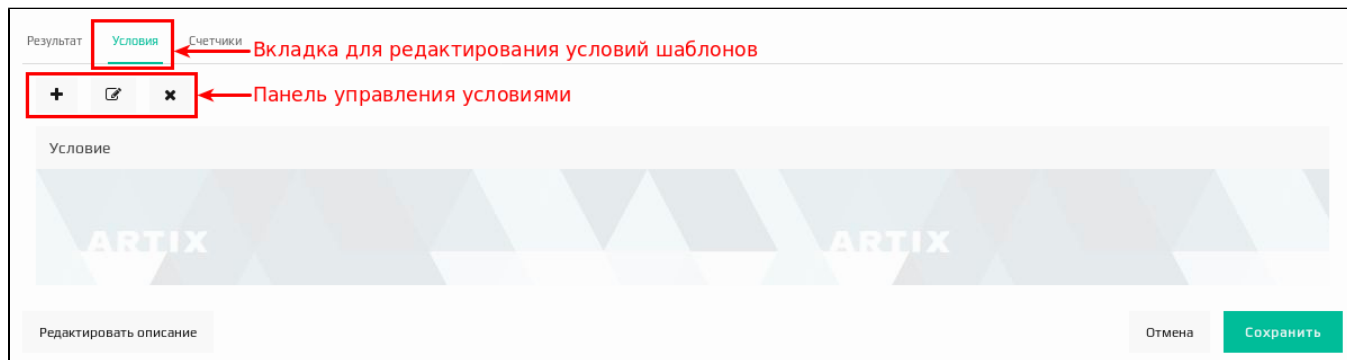 Результат Условия Счетчики
Вкладка для редактирования условий шаблонов
Панель управления условиями
Условие
ARTIX ARTIX
Редактировать описание Отмена Сохранить